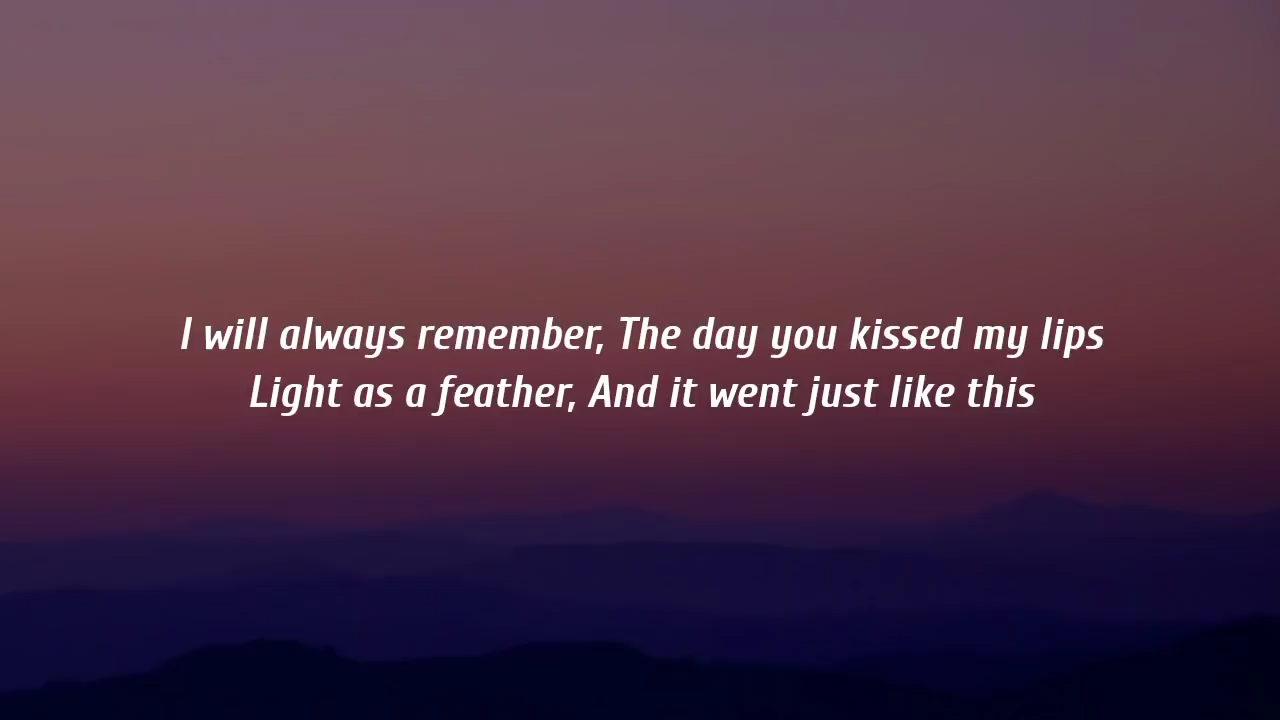 I will always remember, The day you kissed my lips
Light as a feather, And it went just like this